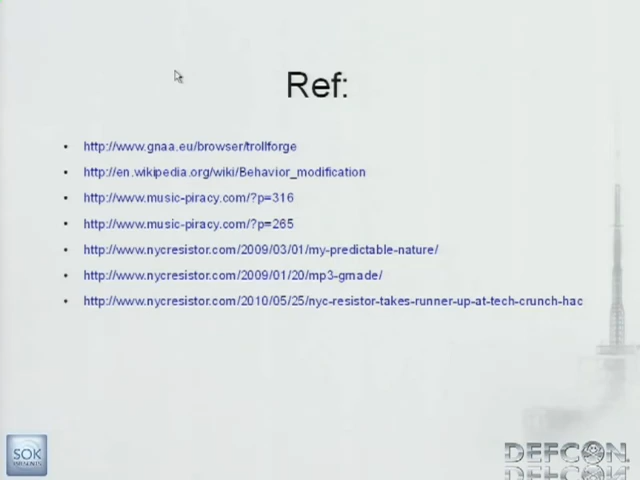 Ref:
http://www.gnaa.eu/browser/trollforge
http://en.wikipedia.org/wiki/Behavior_modification
http://www.music-piracy.com/?p=316
http://www.music-piracy.com/?p=265
http://www.nycresistor.com/2009/03/01/my-predictable-nature/
http://www.nycresistor.com/2009/01/20/mp3-gmade/
http://www.nycresistor.com/2010/05/25/nyc-resistor-takes-runner-up-at-tech-crunch-hac
SOK
DEFCON